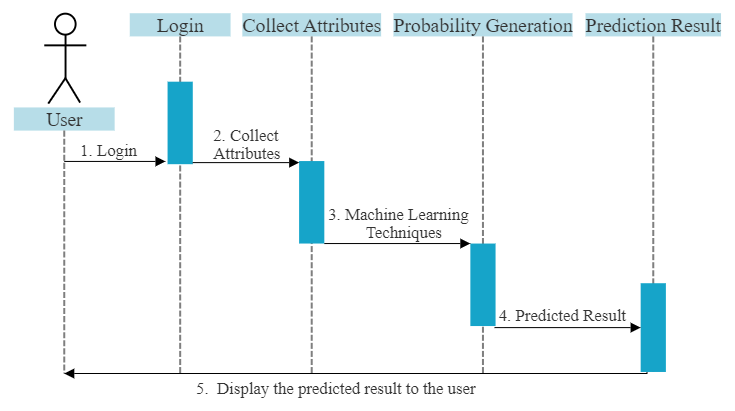 Login
Collect Attributes
Probability Generation
Prediction Result
User
1. Login
2. Collect
Attributes
3. Machine Learning
Techniques
4. Predicted Result
5. Display the predicted result to the user